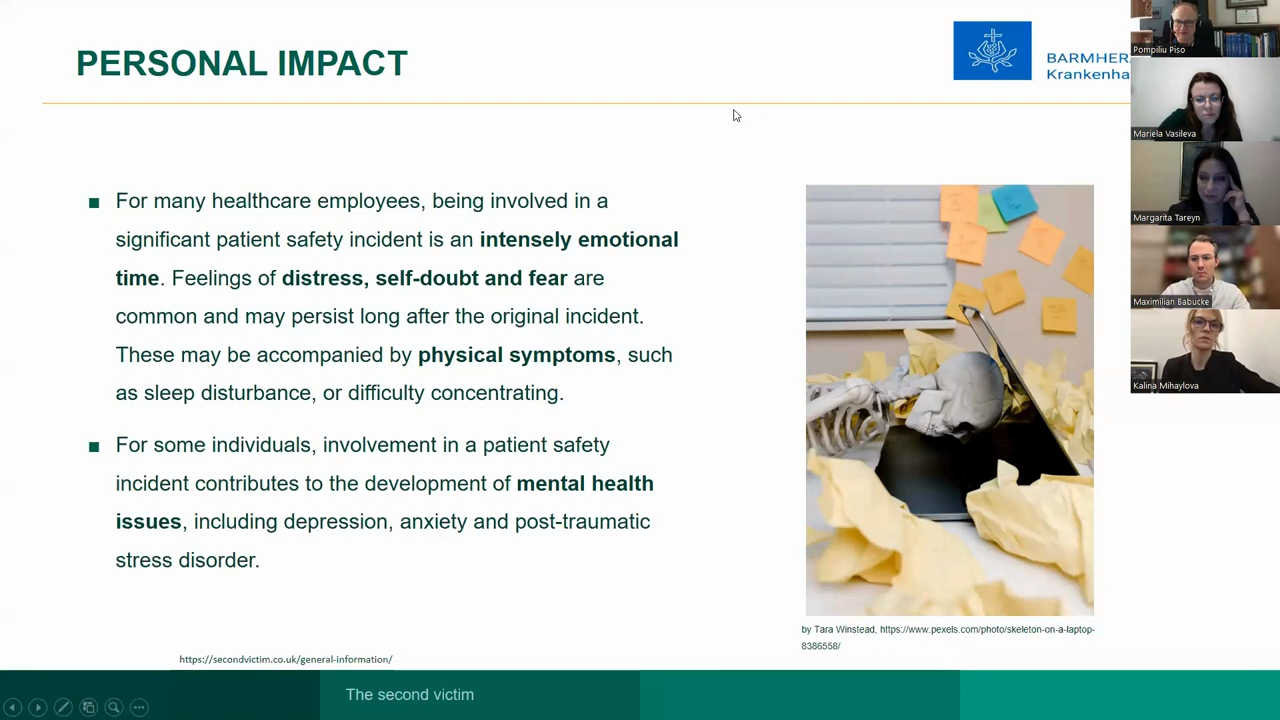 PERSONAL IMPACT
BARMHER
Krankenha
Pompiliu Piso
Mariela Vasileva
Margarita Tareyn
Maximilian Babucke
Kalina Mihaylova
■ For many healthcare employees, being involved in a
significant patient safety incident is an intensely emotional
time. Feelings of distress, self-doubt and fear are
common and may persist long after the original incident.
These may be accompanied by physical symptoms, such
as sleep disturbance, or difficulty concentrating.
■ For some individuals, involvement in a patient safety
incident contributes to the development of mental health
issues, including depression, anxiety and post-traumatic
stress disorder.
by Tara Winstead, https://www.pexels.com/photo/skeleton-on-a-laptop-
8386558/
https://secondvictim.co.uk/general-information/
The second victim